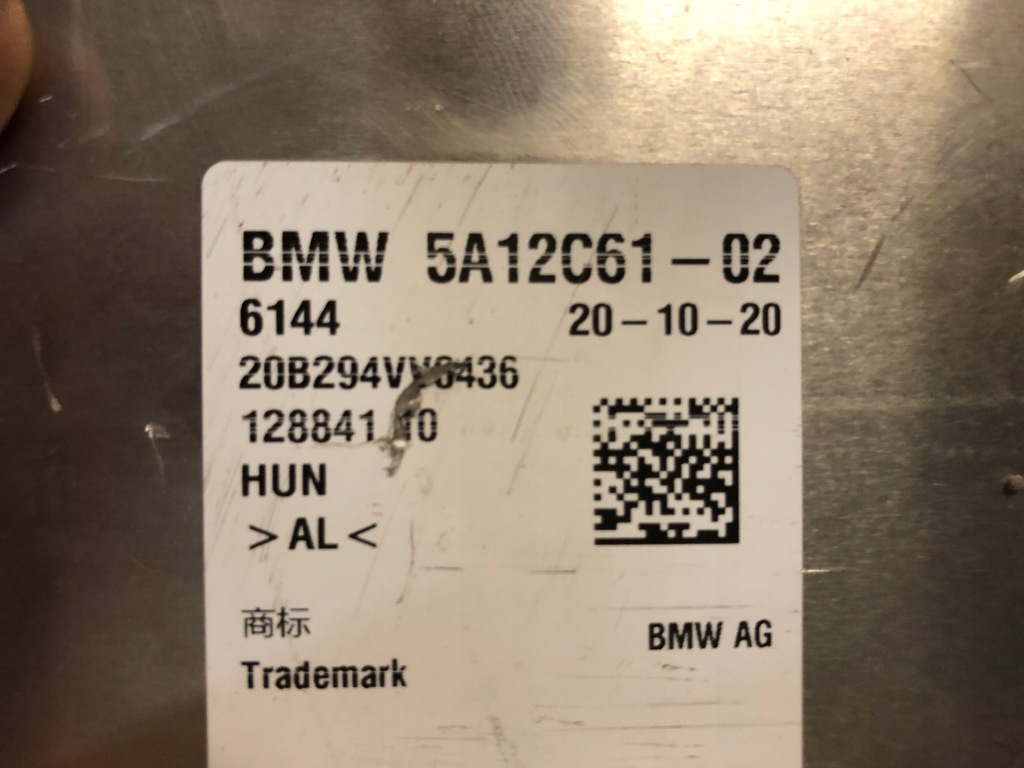 BMW 5A12C61-02
6144 20-10-20
HUN
>AL<
商标
BMW AG
Trademark